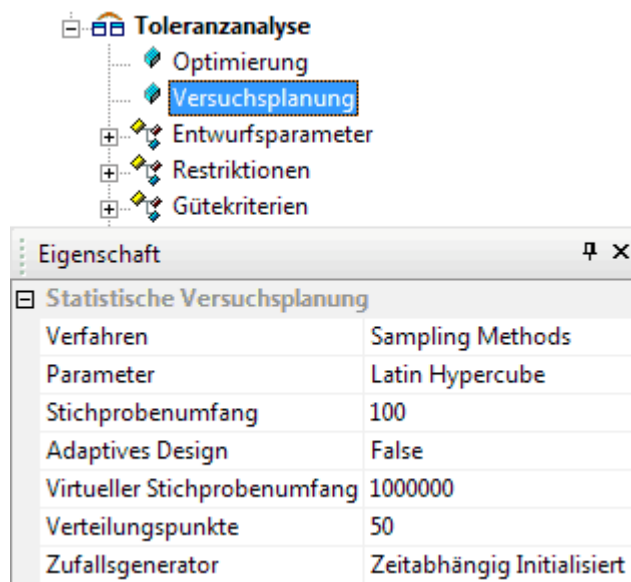 Toleranzanalyse
Optimierung
Versuchsplanung
Entwurfsparameter
Restriktionen
Gütekriterien
Eigenschaft
Statistische Versuchsplanung
Verfahren Sampling Methods
Parameter Latin Hypercube
Stichprobenumfang 100
Adaptives Design False
Virtueller Stichprobenumfang 1000000
Verteilungspunkte 50
Zufallsgenerator Zeitabhängig Initialisiert